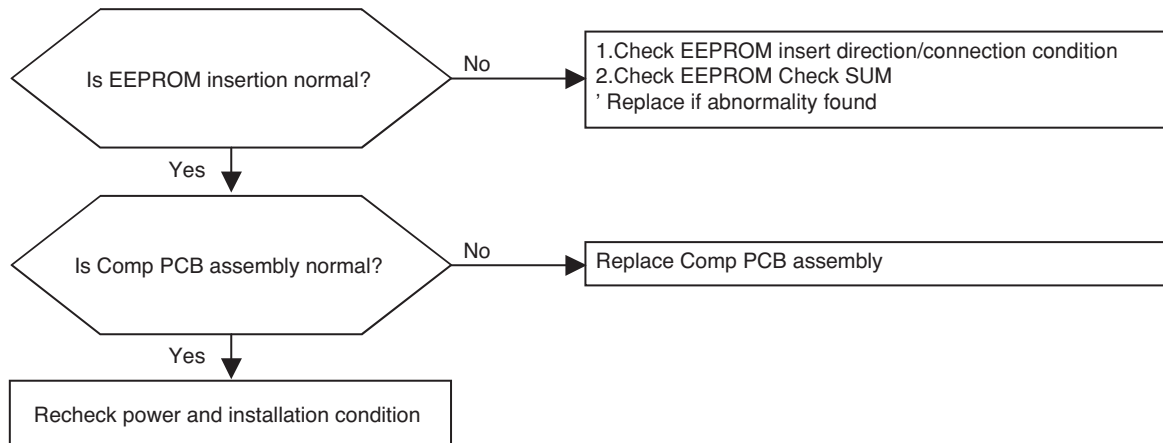 Is EEPROM insertion normal?
No
1.Check EEPROM insert direction/connection condition
2.Check EEPROM Check SUM
’ Replace if abnormality found
Yes
Is Comp PCB assembly normal?
No
Replace Comp PCB assembly
Yes
Recheck power and installation condition